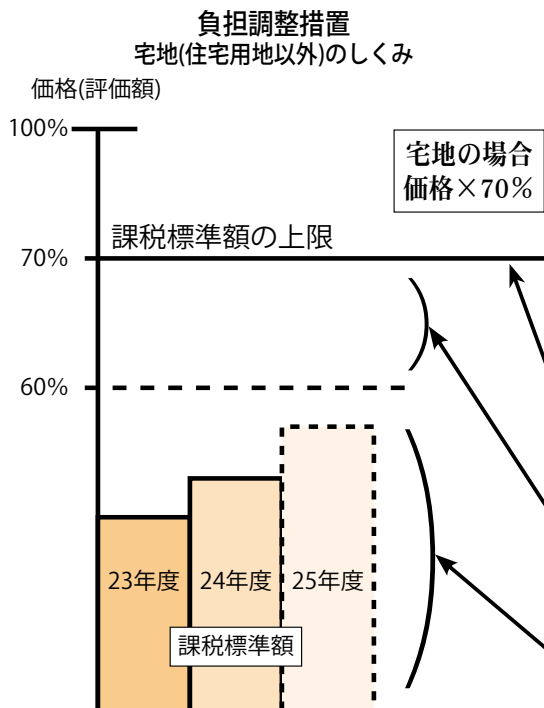 負担調整措置
宅地(住宅用地以外)のしくみ
価格(評価額)
100%
宅地の場合
価格×70%
課税標準額の上限
70%
60%
23年度
24年度
25年度
課税標準額